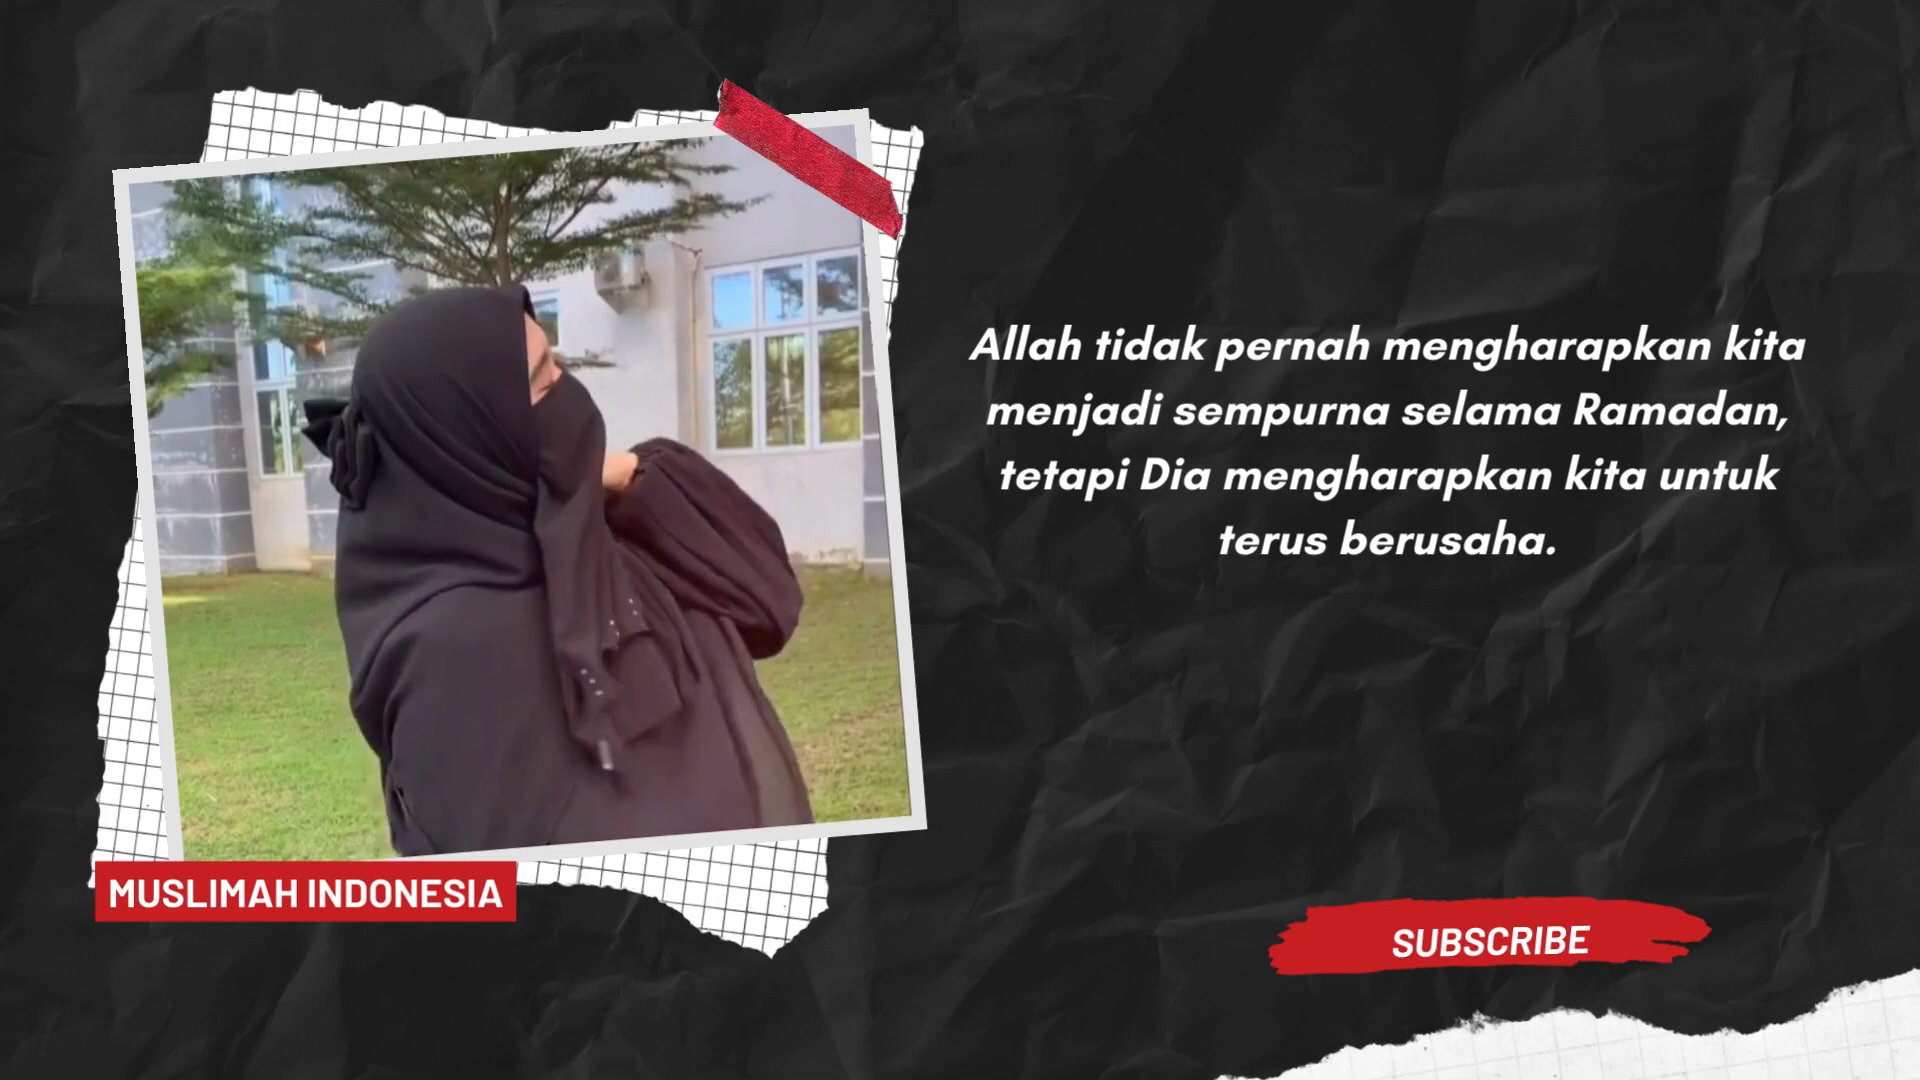 Allah tidak pernah mengharapkan kita
menjadi sempurna selama Ramadan,
tetapi Dia mengharapkan kita untuk
terus berusaha.
MUSLIMAH INDONESIA
SUBSCRIBE